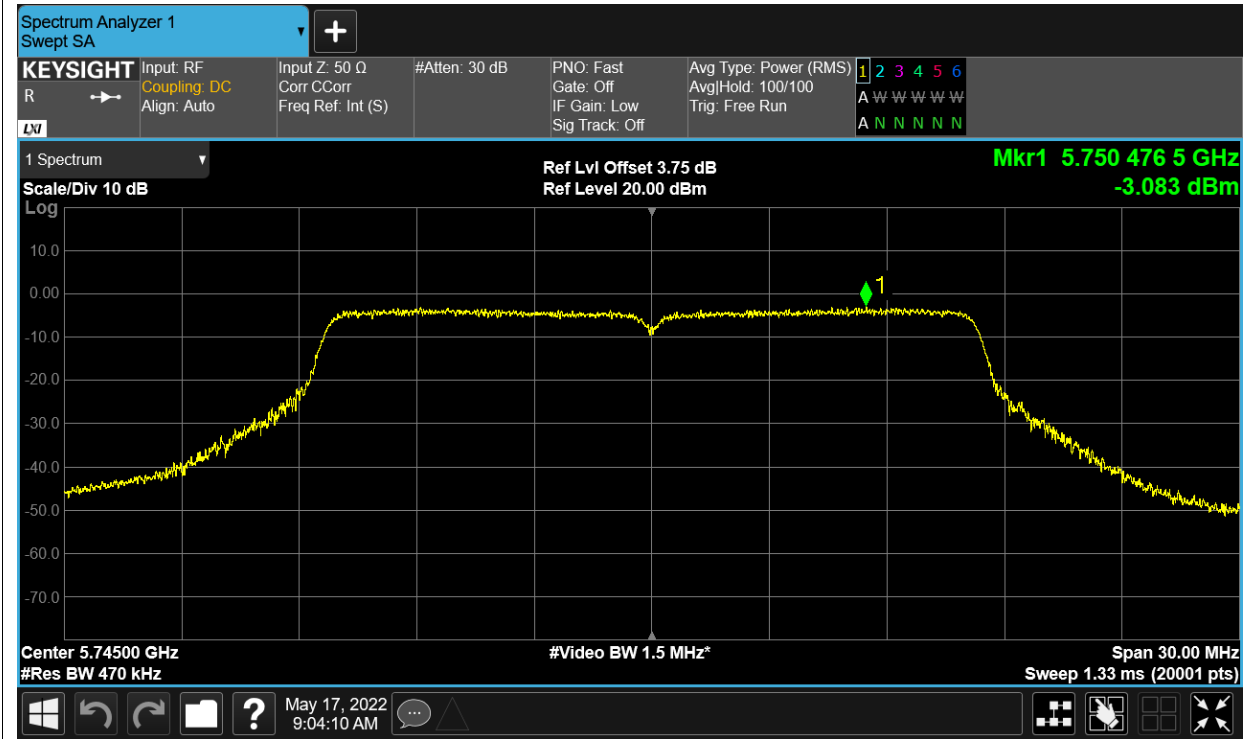 Spectrum Analyzer 1
Swept SA
KEYSIGHT
R
LXI
Input: RF
Coupling: DC
Align: Auto
Input Z: 50 Ω
Corr CCorr
Freq Ref: Int (S)
#Atten: 30 dB
PNO: Fast
Gate: Off
IF Gain: Low
Sig Track: Off
Avg Type: Power (RMS)
Avg|Hold: 100/100
Trig: Free Run
1 2 3 4 5 6
A W W W W W
A N N N N N
1 Spectrum
Scale/Div 10 dB
Ref Lvl Offset 3.75 dB
Ref Level 20.00 dBm
Mkr1 5.750 476 5 GHz
-3.083 dBm
Log
10.0
0.00
-10.0
-20.0
-30.0
-40.0
-50.0
-60.0
-70.0
1
Center 5.74500 GHz
#Res BW 470 kHz
#Video BW 1.5 MHz*
Span 30.00 MHz
Sweep 1.33 ms (20001 pts)
?
May 17, 2022
9:04:10 AM